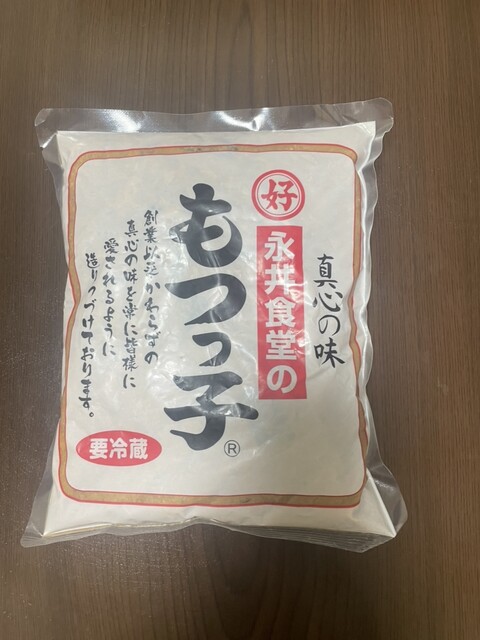 真心の味
好
永井食堂の
もつっ子
®
創業以込かわらずの
真心の味を楽に皆様に
愛されるように
造りつづけております。
要冷蔵